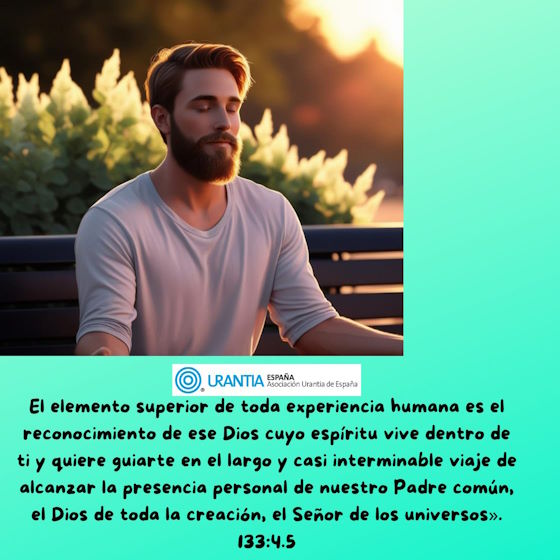 URANTIA ESPAÑA
Asociación Urantia de España
El elemento superior de toda experiencia humana es el
reconocimiento de ese Dios cuyo espíritu vive dentro de
ti y quiere guiarte en el largo y casi interminable viaje de
alcanzar la presencia personal de nuestro Padre común,
el Dios de toda la creación, el Señor de los universos».
133:4.5